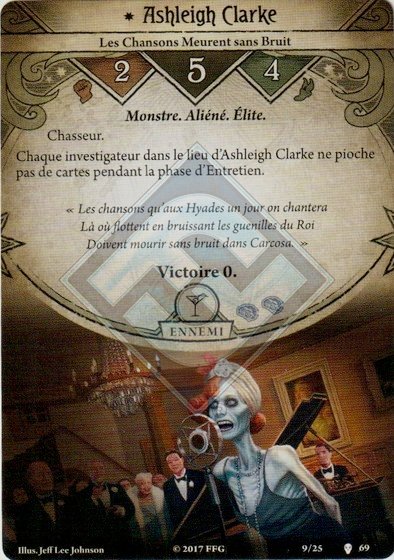 Ashleigh Clarke
Les Chansons Meurent sans Bruit
2 5 4
Monstre. Aliéné. Élite.
Chasseur.
Chaque investigateur dans le lieu d'Ashleigh Clarke ne pioche
pas de cartes pendant la phase d'Entretien.
« Les chansons qu'aux Hyades un jour on chantera
Là où flottent en bruissant les guenilles du Roi
Doivent mourir sans bruit dans Carcosa. »
Victoire 0.
ENNEMI
Illus. Jeff Lee Johnson
© 2017 FFG
9/25
69